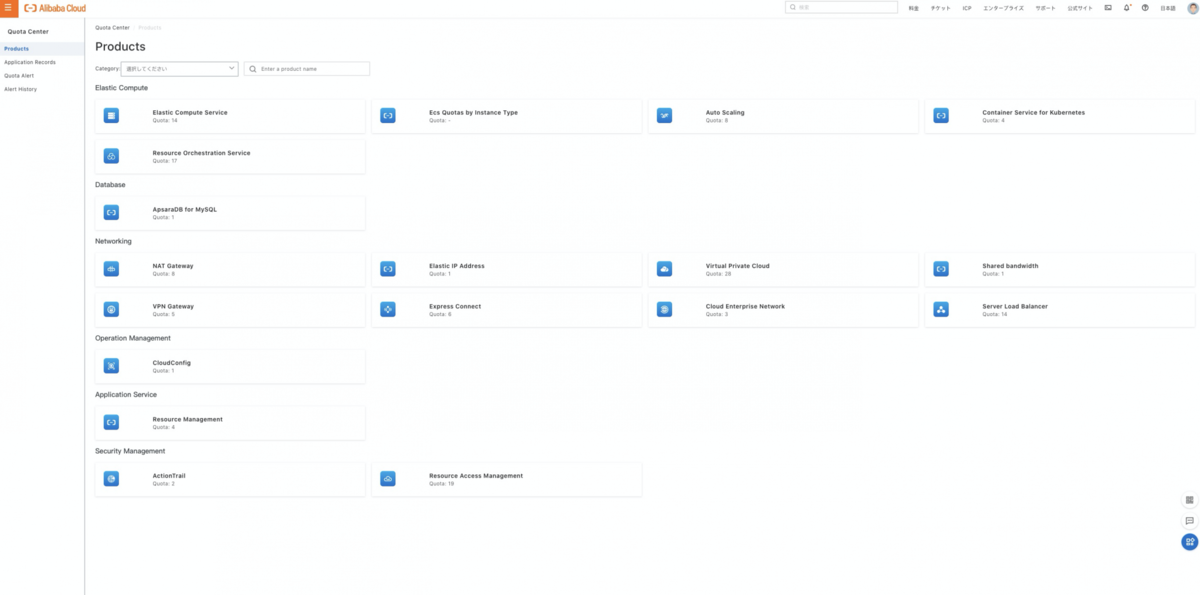 Alibaba Cloud
検索
料金 チケット ICP エンタープライズ サポート 公式サイト 日本語
Quota Center
Products
Application Records
Quota Alert
Alert History
Quota Center / Products
Products
Category: 選択してください Enter a product name
Elastic Compute
Elastic Compute Service
Quota: 14
Ecs Quotas by Instance Type
Quota: -
Auto Scaling
Quota: 8
Container Service for Kubernetes
Quota: 4
Resource Orchestration Service
Quota: 17
Database
ApsaraDB for MySQL
Quota: 1
Networking
NAT Gateway
Quota: 8
Elastic IP Address
Quota: 1
Virtual Private Cloud
Quota: 28
Shared bandwidth
Quota: 1
VPN Gateway
Quota: 5
Express Connect
Quota: 6
Cloud Enterprise Network
Quota: 3
Server Load Balancer
Quota: 14
Operation Management
CloudConfig
Quota: 1
Application Service
Resource Management
Quota: 4
Security Management
ActionTrail
Quota: 2
Resource Access Management
Quota: 19